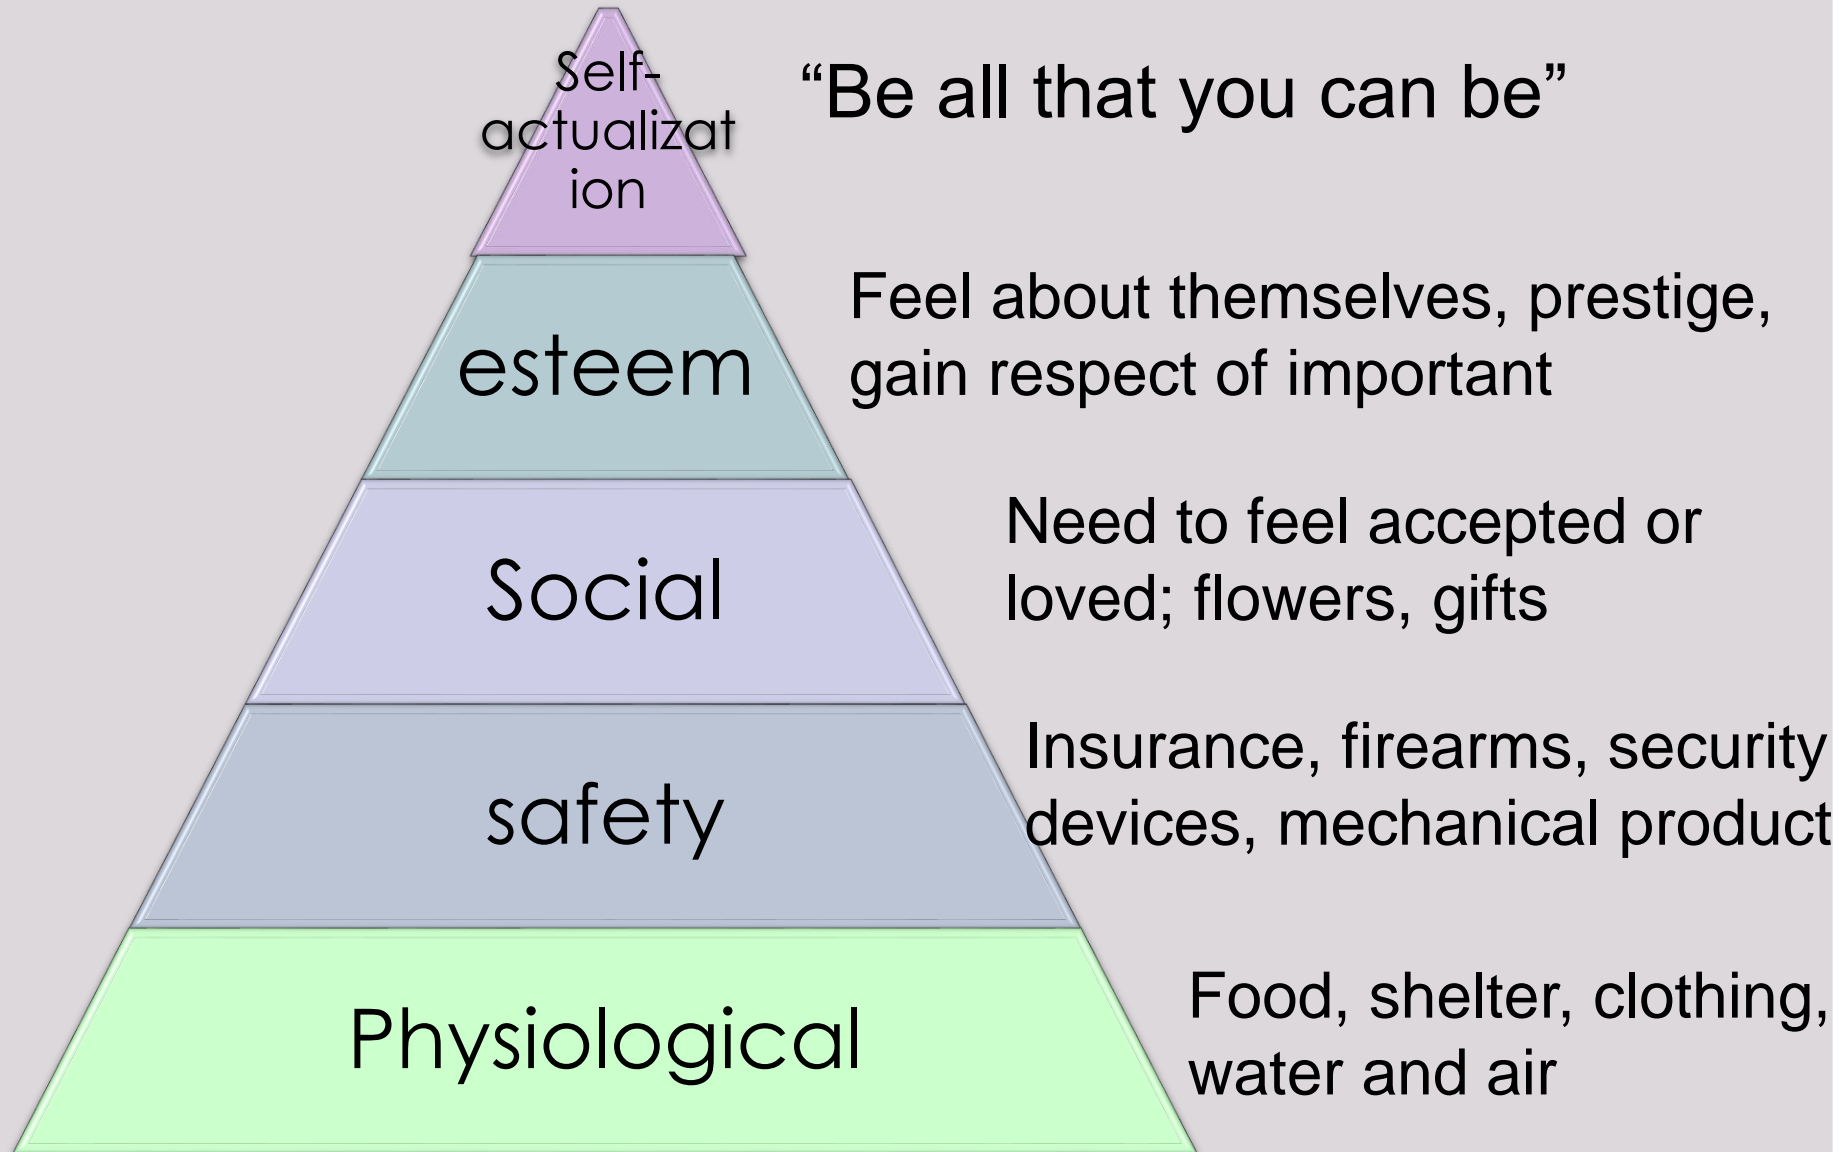 Self-
actualizat
ion
“Be all that you can be”
esteem
Feel about themselves, prestige,
gain respect of important
Social
Need to feel accepted or
loved; flowers, gifts
safety
Insurance, firearms, security
devices, mechanical product
Physiological
Food, shelter, clothing,
water and air